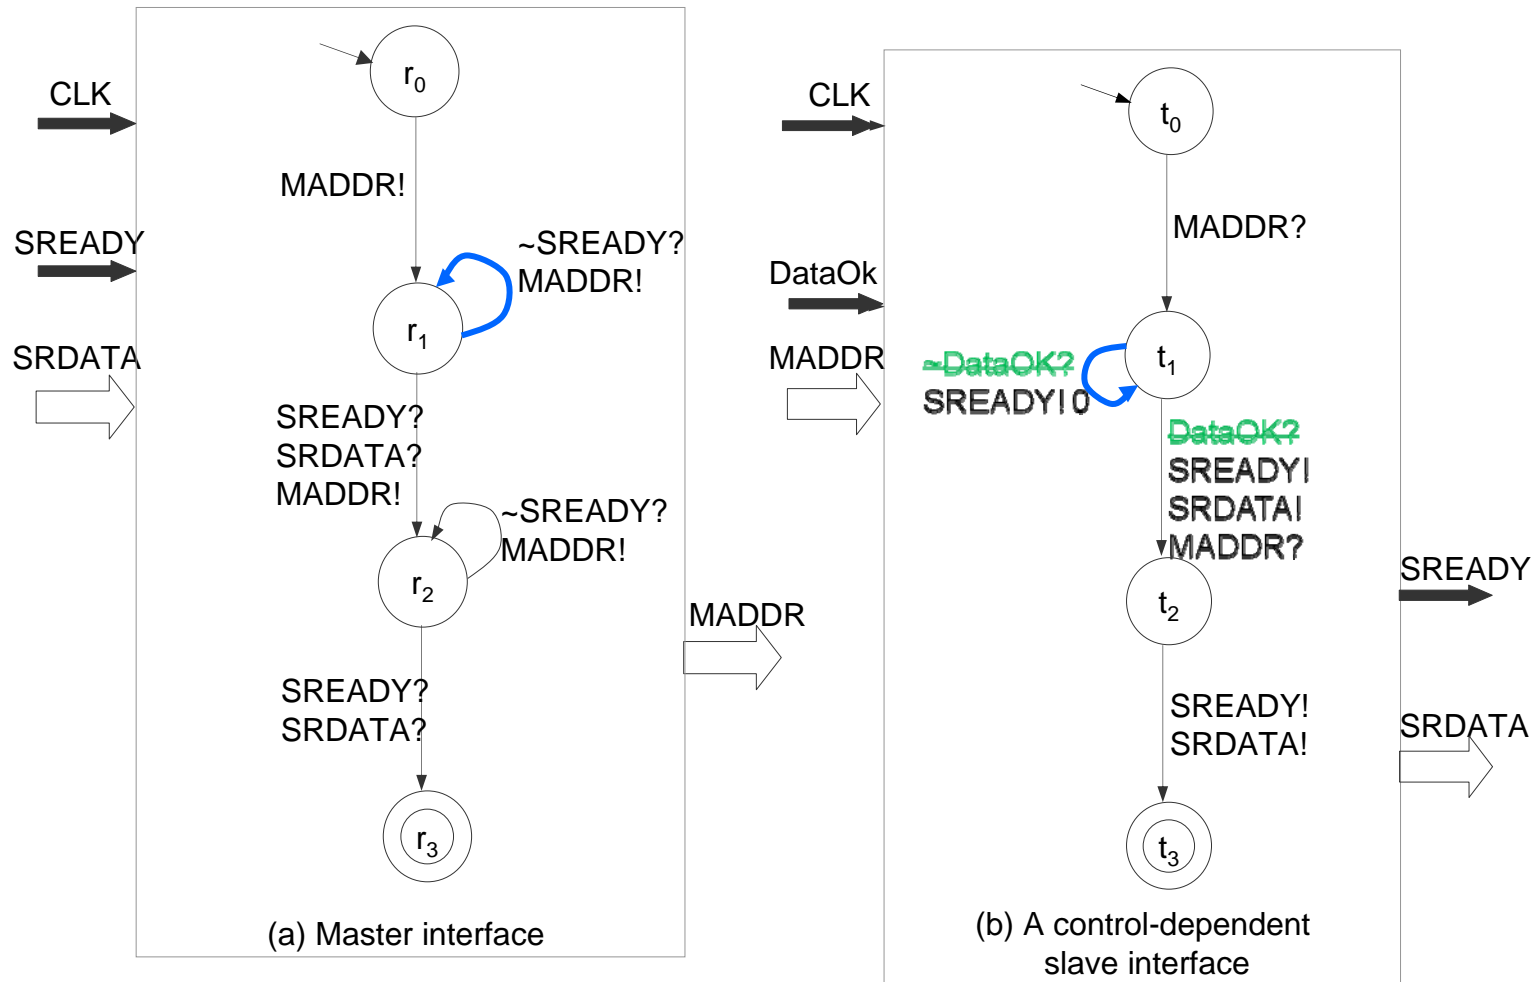 CLK
SREADY
SRDATA
r0
MADDR!
~SREADY?
MADDR!
r1
SREADY?
SRDATA?
MADDR!
~SREADY?
MADDR!
r2
SREADY?
SRDATA?
r3
MADDR
(a) Master interface
CLK
DataOk
MADDR
t0
MADDR?
t1
~DataOK?
SREADY! 0
DataOK?
SREADY!
SRDATA!
MADDR?
t2
SREADY!
SRDATA!
t3
SREADY
SRDATA
(b) A control-dependent
slave interface